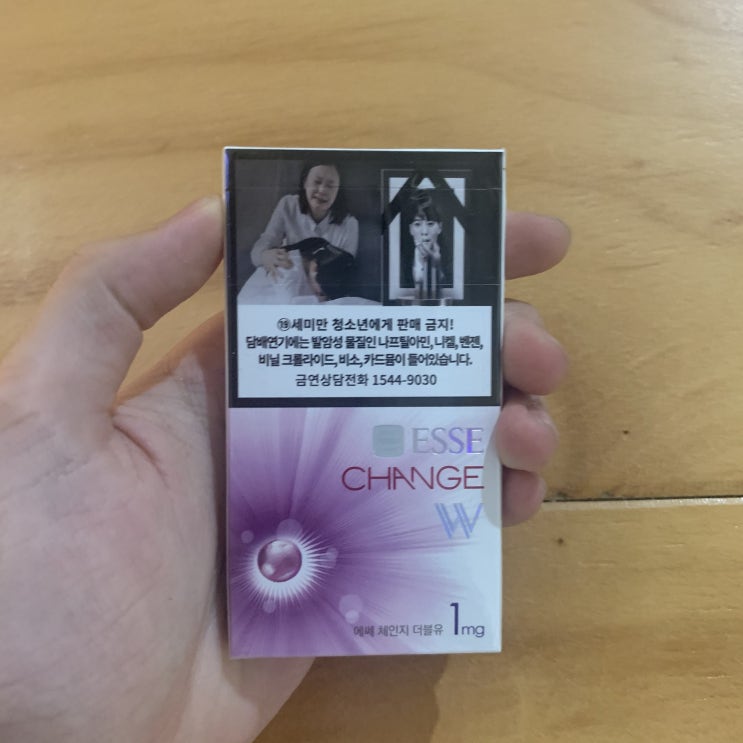 19세미만 청소년에게 판매 금지!
담배연기에는 발암성 물질인 나프틸아민, 니켈, 벤젠,
비닐 크롤라이드, 비소, 카드뮴이 들어있습니다.
금연상담전화 1544-9030
ESSE
CHANGE
W
에쎄 체인지 더블유 1mg